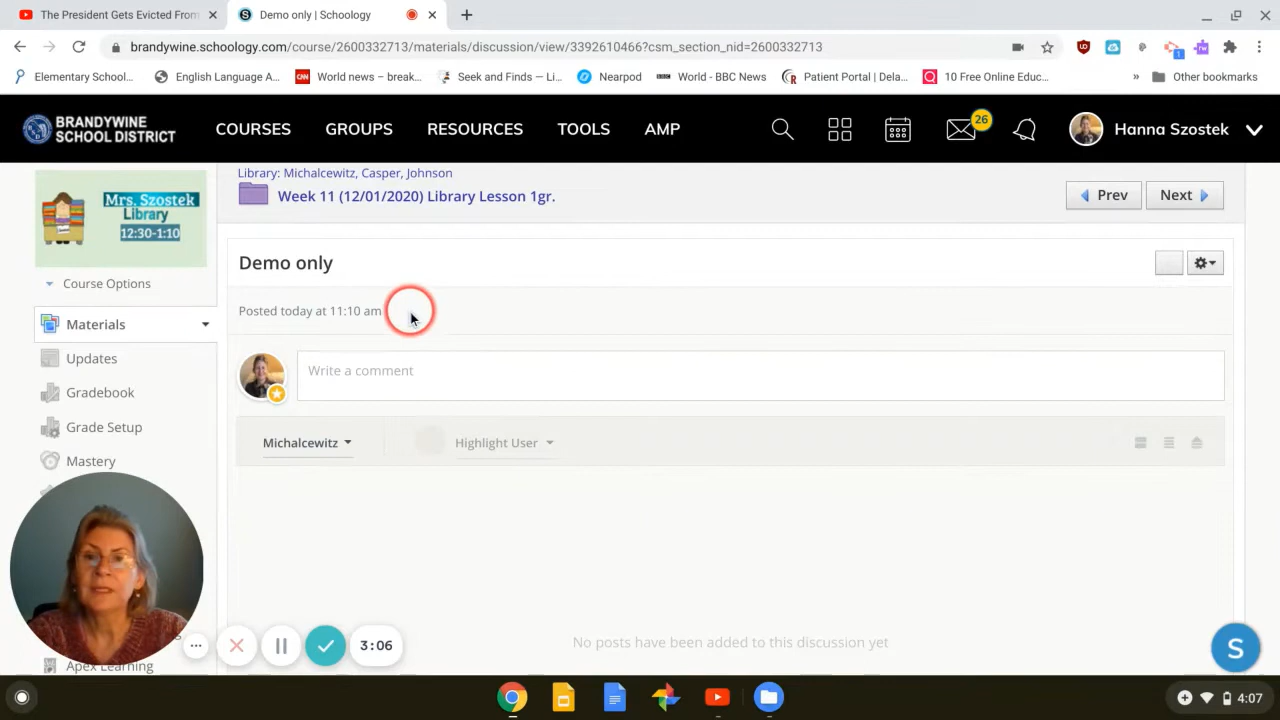 The President Gets Evicted From
Demo only | Schoology
brandywine.schoology.com/course/2600332713/materials/discussion/view/3392610466?csm_section_nid=2600332713
Elementary School...
English Language A...
CNN
World news – break...
Seek and Finds — Li...
Nearpod
BBC
World - BBC News
Patient Portal | Dela...
10 Free Online Educ...
»
Other bookmarks
BRANDYWINE
SCHOOL DISTRICT
COURSES
GROUPS
RESOURCES
TOOLS
AMP
26
Hanna Szostek
Library: Michalcewitz, Casper, Johnson
Week 11 (12/01/2020) Library Lesson 1gr.
Prev
Next
Mrs. Szostek
Library
12:30-1:10
Course Options
Materials
Updates
Gradebook
Grade Setup
Mastery
Apex Learning
Demo only
Posted today at 11:10 am
Write a comment
Michalcewitz
Highlight User
No posts have been added to this discussion yet
3:06
S
4:07